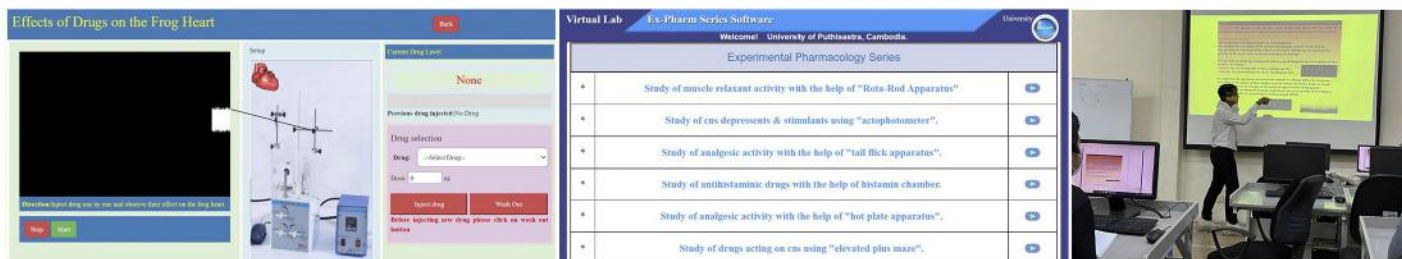 Effects of Drugs on the Frog Heart
Back
Setup
Current Drug Level
None
Previous drug injected:No Drug
Drug selection
Drug: --SelectDrug--
Dose: 0
Inject drug
Wash Out
Before injecting new drug please click on wash out
button
Direction:Inject drug one by one and observe their effect on the frog heart
Stop
Start
Virtual Lab
Ex-Pharm Series Software
University
Welcome! University of Puthisastra, Cambodia.
Experimental Pharmacology Series
Study of muscle relaxant activity with the help of "Rota-Rod Apparatus"
Study of cns depressents & stimulants using "actophotometer".
Study of analgesic activity with the help of "tail flick apparatus".
Study of antihistaminic drugs with the help of histamin chamber.
Study of analgesic activity with the help of "hot plate apparatus".
Study of drugs acting on cns using "elevated plus maze".